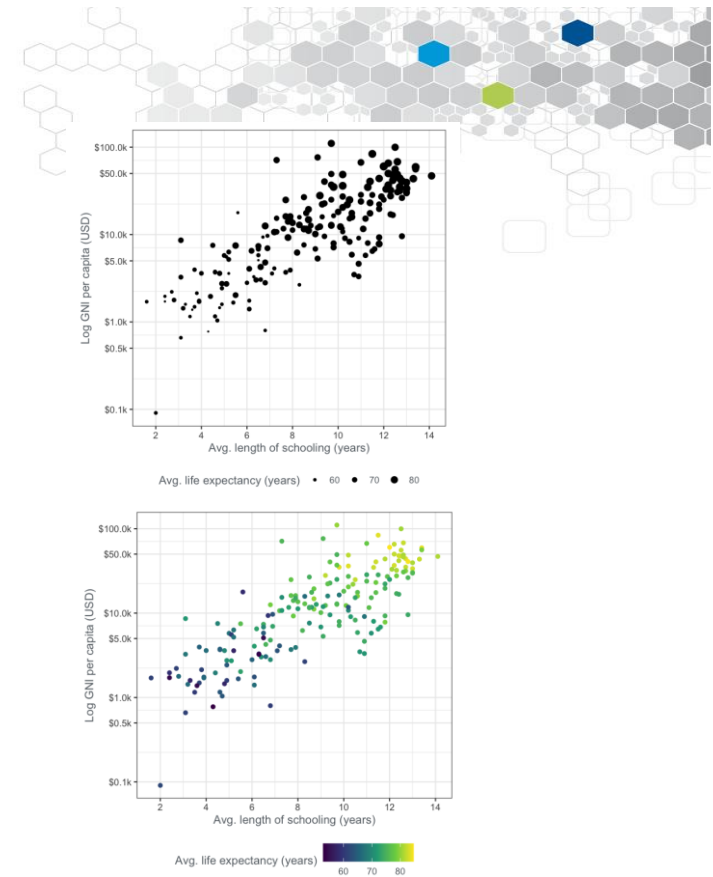 $100.0k
$50.0k
$10.0k
$5.0k
$1.0k
$0.5k
$0.1k
Log GNI per capita (USD)
2 4 6 8 10 12 14
Avg. length of schooling (years)
Avg. life expectancy (years) 60 70 80
$100.0k
$50.0k
$10.0k
$5.0k
$1.0k
$0.5k
$0.1k
Log GNI per capita (USD)
2 4 6 8 10 12 14
Avg. length of schooling (years)
Avg. life expectancy (years)
60 70 80